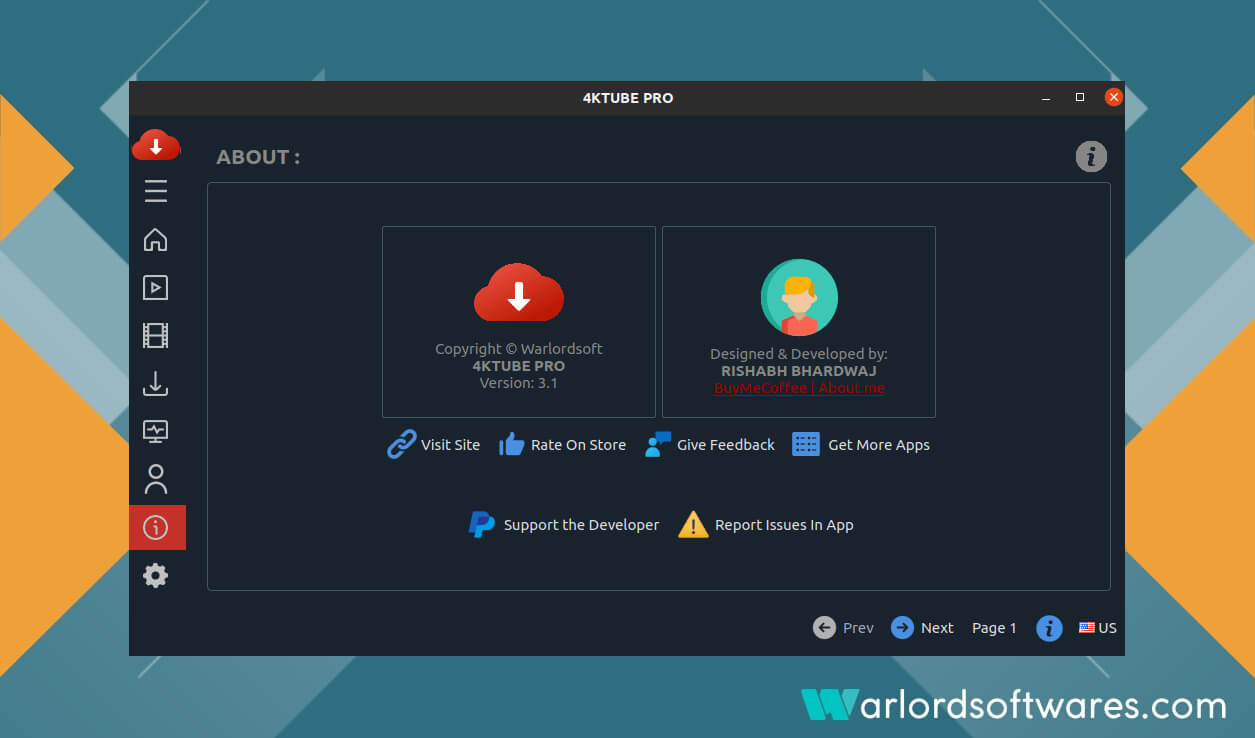 4KTUBE PRO
ABOUT :
Copyright © Warlordsoft
4KTUBE PRO
Version: 3.1
Designed & Developed by:
RISHABH BHARDWAJ
BuyMeCoffee | About me
Visit Site
Rate On Store
Give Feedback
Get More Apps
Support the Developer
Report Issues In App
Prev
Next
Page 1
US
Warlordsoftwares.com